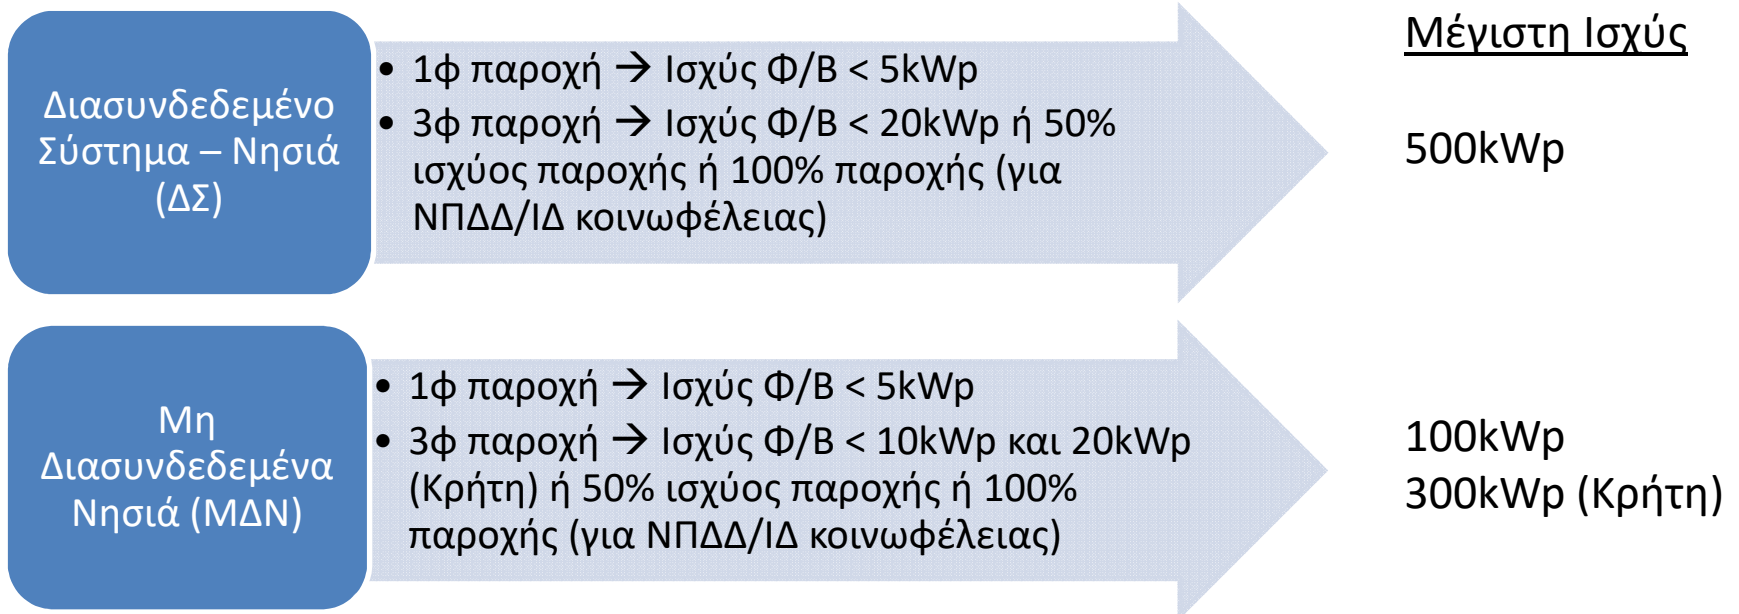 Μέγιστη Ισχύς
Διασυνδεδεμένο
Σύστημα – Νησιά
(ΔΣ)
• 1φ παροχή → Ισχύς Φ/Β < 5kWp
• 3φ παροχή → Ισχύς Φ/Β < 20kWp ή 50%
ισχύος παροχής ή 100% παροχής (για
ΝΠΔΔ/ΙΔ κοινωφέλειας)
500kWp
Μη
Διασυνδεδεμένα
Νησιά (ΜΔΝ)
• 1φ παροχή → Ισχύς Φ/Β < 5kWp
• 3φ παροχή → Ισχύς Φ/Β < 10kWp και 20kWp
(Κρήτη) ή 50% ισχύος παροχής ή 100%
παροχής (για ΝΠΔΔ/ΙΔ κοινωφέλειας)
100kWp
300kWp (Κρήτη)